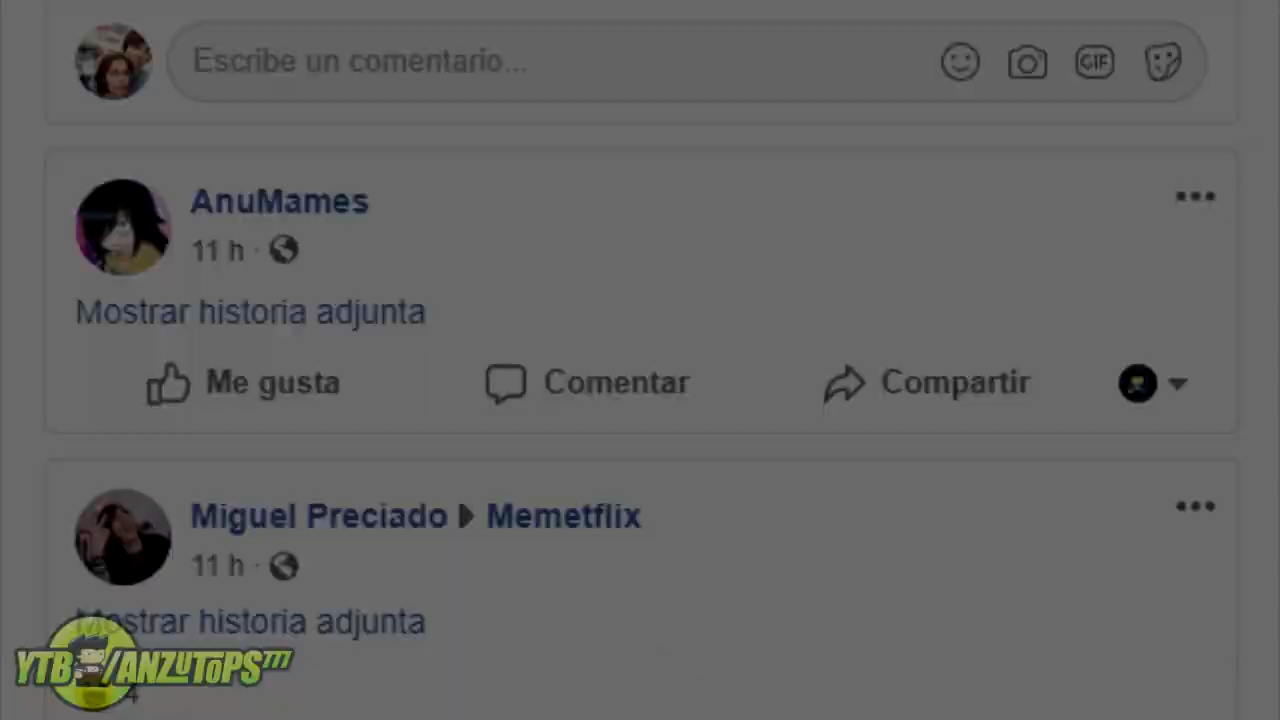 Escribe un comentario...
GIF
AnuMames
11 h ·
Mostrar historia adjunta
Me gusta
Comentar
Compartir
Miguel Preciado Memetflix
11 h ·
Mostrar historia adjunta
YTB /ANZUTOPS777
4